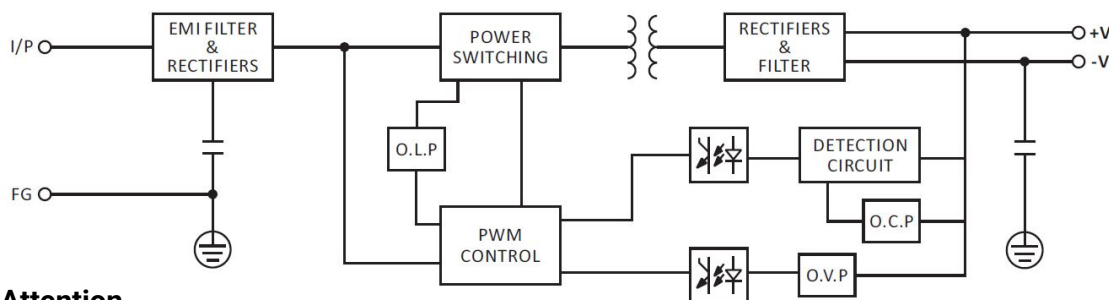 I/P
EMI FILTER
&
RECTIFIERS
POWER
SWITCHING
RECTIFIERS
&
FILTER
+V
-V
O.L.P
DETECTION
CIRCUIT
FG
PWM
CONTROL
O.C.P
O.V.P
Attention